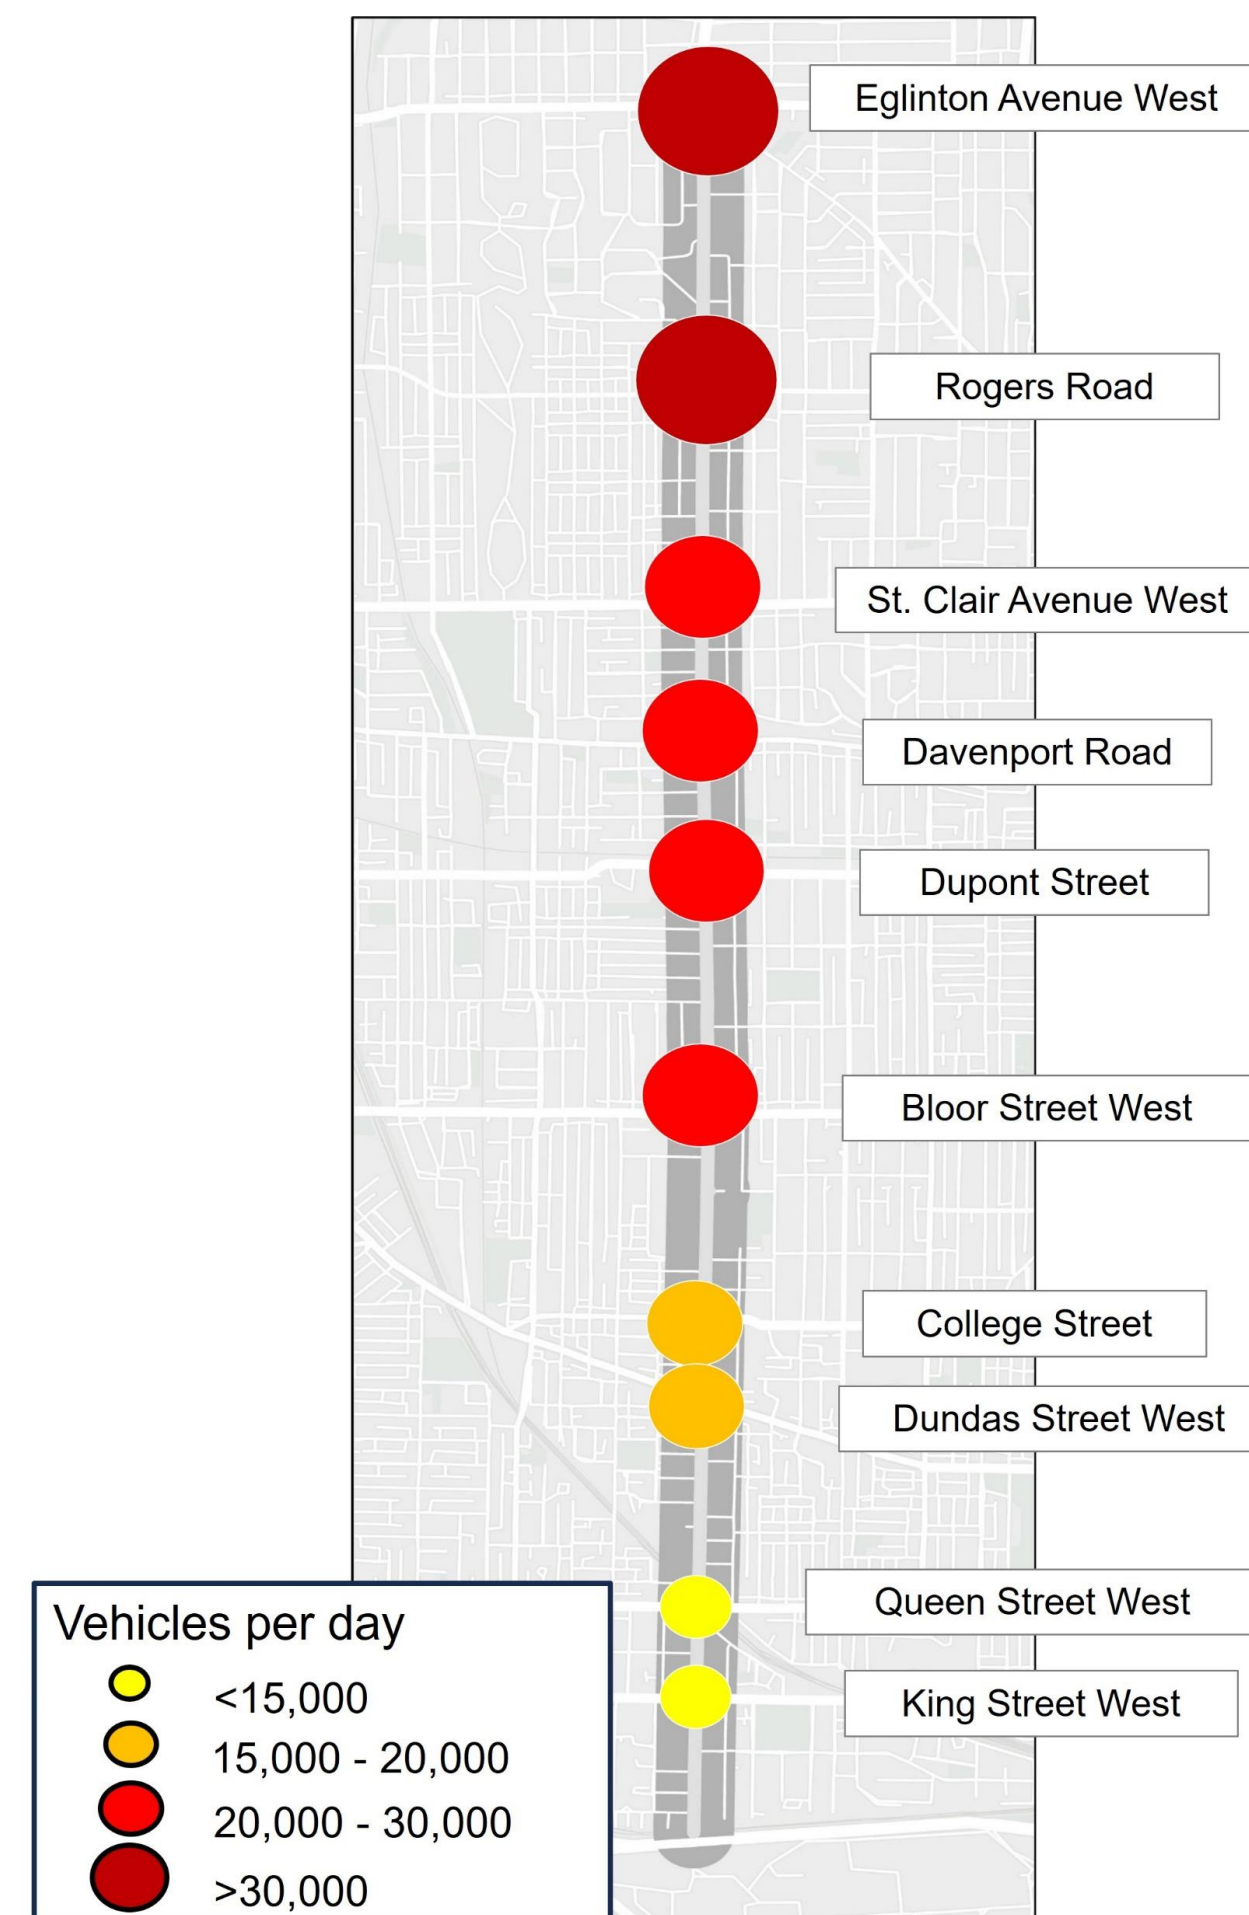 Eglinton Avenue West
Rogers Road
St. Clair Avenue West
Davenport Road
Dupont Street
Bloor Street West
College Street
Dundas Street West
Queen Street West
King Street West
Vehicles per day
<15,000
15,000 - 20,000
20,000 - 30,000
>30,000